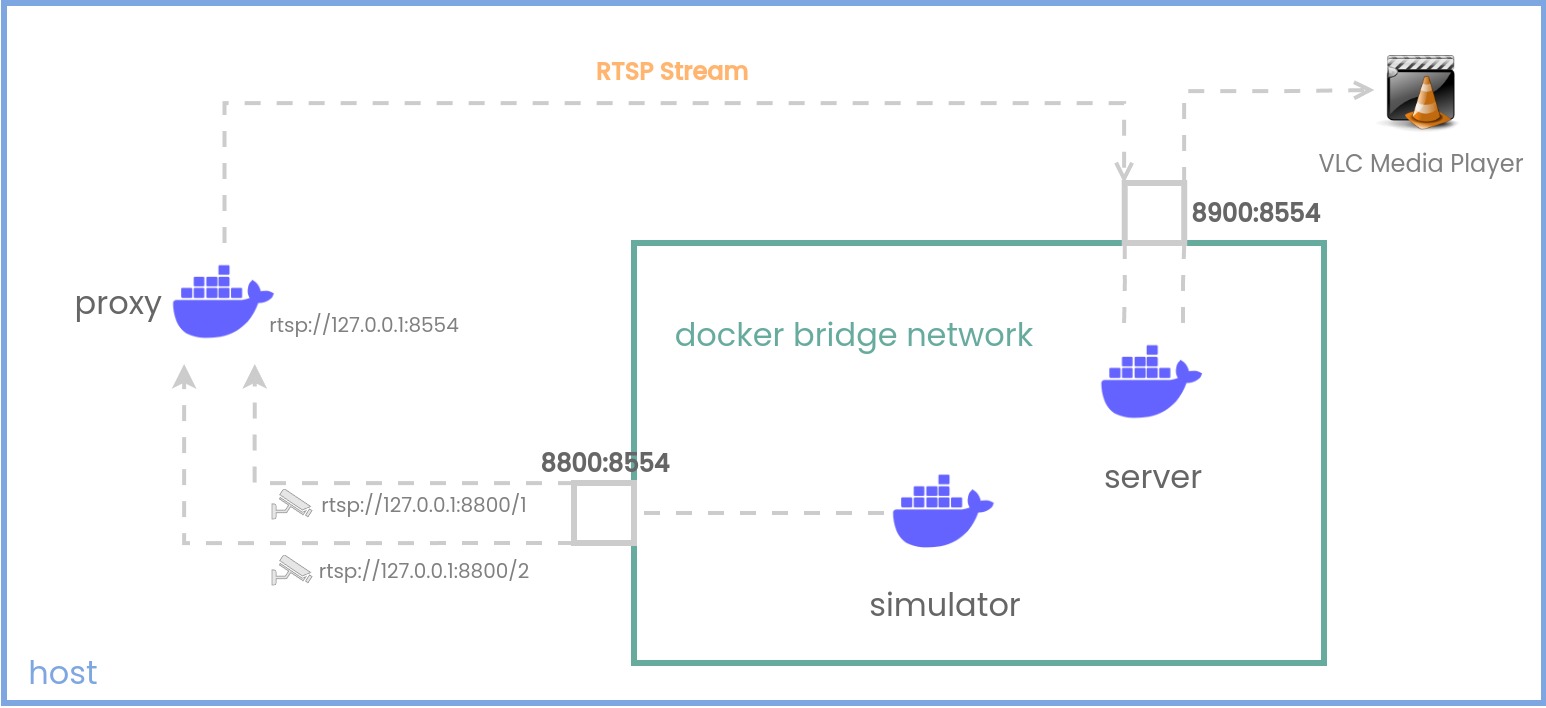 RTSP Stream
VLC Media Player
8900:8554
proxy
rtsp://127.0.0.1:8554
docker bridge network
8800:8554
server
rtsp://127.0.0.1:8800/1
rtsp://127.0.0.1:8800/2
simulator
host